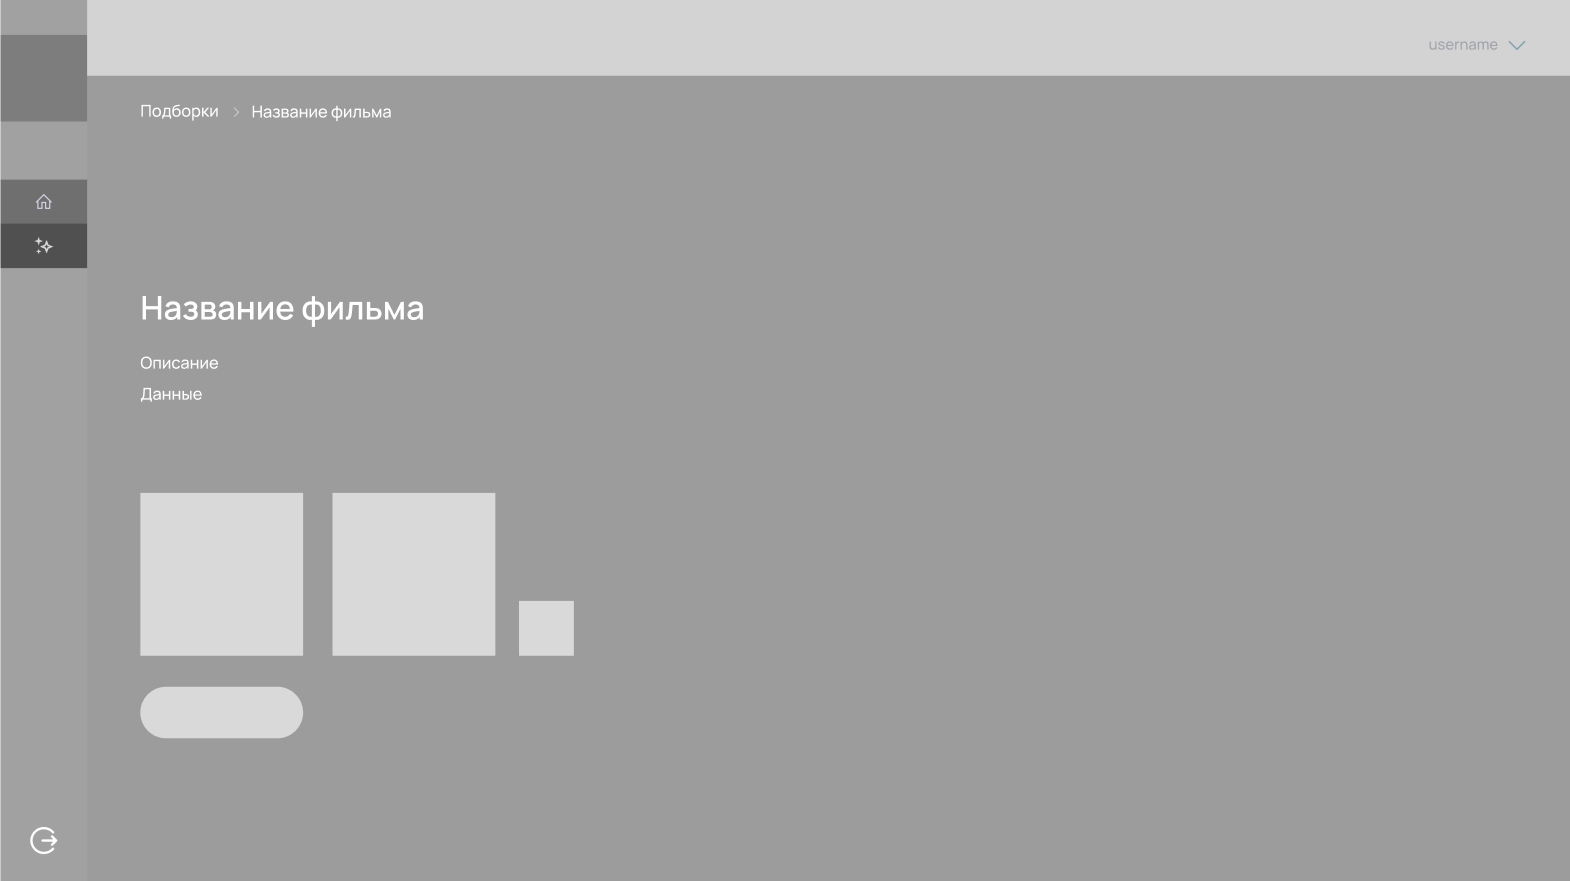 username
Подборки > Название фильма
Название фильма
Описание
Данные